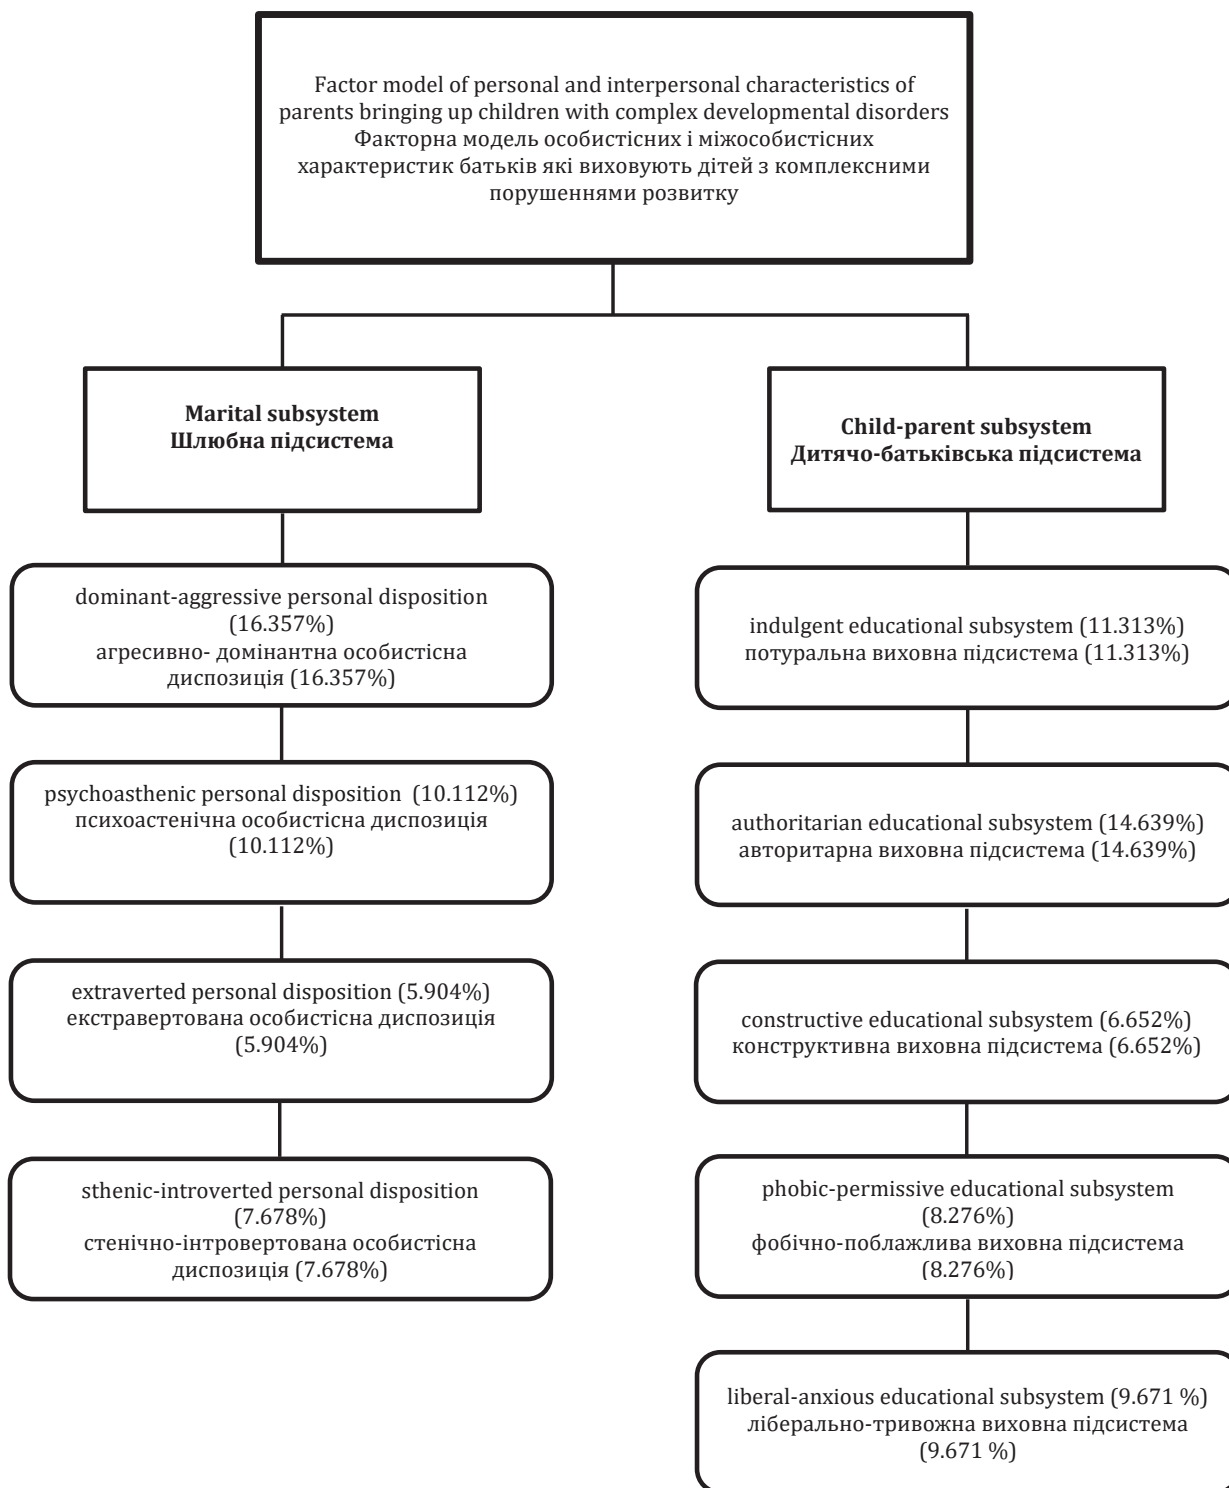 Factor model of personal and interpersonal characteristics of
parents bringing up children with complex developmental disorders
Факторна модель особистісних і міжособистісних
характеристик батьків які виховують дітей з комплексними
порушеннями розвитку
Marital subsystem
Шлюбна підсистема
dominant-aggressive personal disposition
(16.357%)
агресивно- домінантна особистісна
диспозиція (16.357%)
psychoasthenic personal disposition (10.112%)
психоастенічна особистісна диспозиція
(10.112%)
extraverted personal disposition (5.904%)
екстравертована особистісна диспозиція
(5.904%)
sthenic-introverted personal disposition
(7.678%)
стенічно-інтровертована особистісна
диспозиція (7.678%)
Child-parent subsystem
Дитячо-батьківська підсистема
indulgent educational subsystem (11.313%)
потуральна виховна підсистема (11.313%)
authoritarian educational subsystem (14.639%)
авторитарна виховна підсистема (14.639%)
constructive educational subsystem (6.652%)
конструктивна виховна підсистема (6.652%)
phobic-permissive educational subsystem
(8.276%)
фобічно-поблажлива виховна підсистема
(8.276%)
liberal-anxious educational subsystem (9.671 %)
ліберально-тривожна виховна підсистема
(9.671 %)